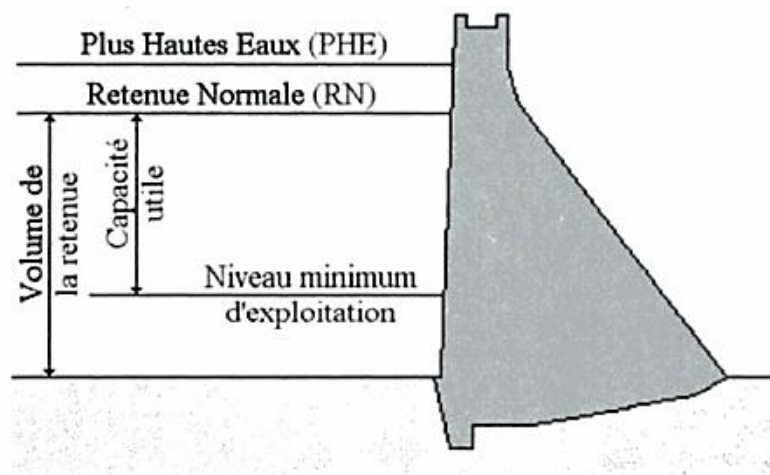 Plus Hautes Eaux (PHE)
Retenue Normale (RN)
Volume de
la retenue
Capacité
utile
Niveau minimum
d'exploitation